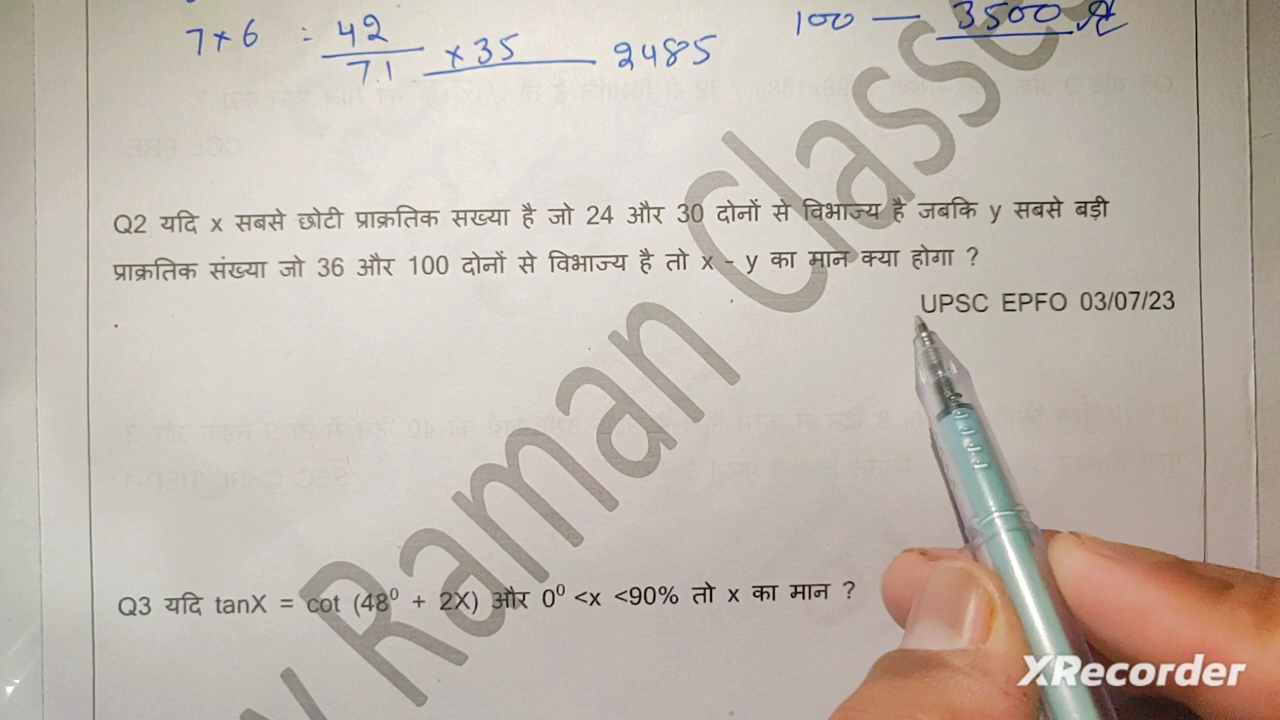 7 × 6 = 42
7.1 × 35 2485
100 — 3500
Q2 यदि x सबसे छोटी प्राक्रतिक सख्या है जो 24 और 30 दोनों से विभाज्य है जबकि y सबसे बड़ी
प्राक्रतिक संख्या जो 36 और 100 दोनों से विभाज्य है तो x - y का मान क्या होगा ?
UPSC EPFO 03/07/23
Raman Classes
Q3 यदि tanX = cot (48⁰ + 2X) और 0⁰ <x <90% तो x का मान ?
XRecorder